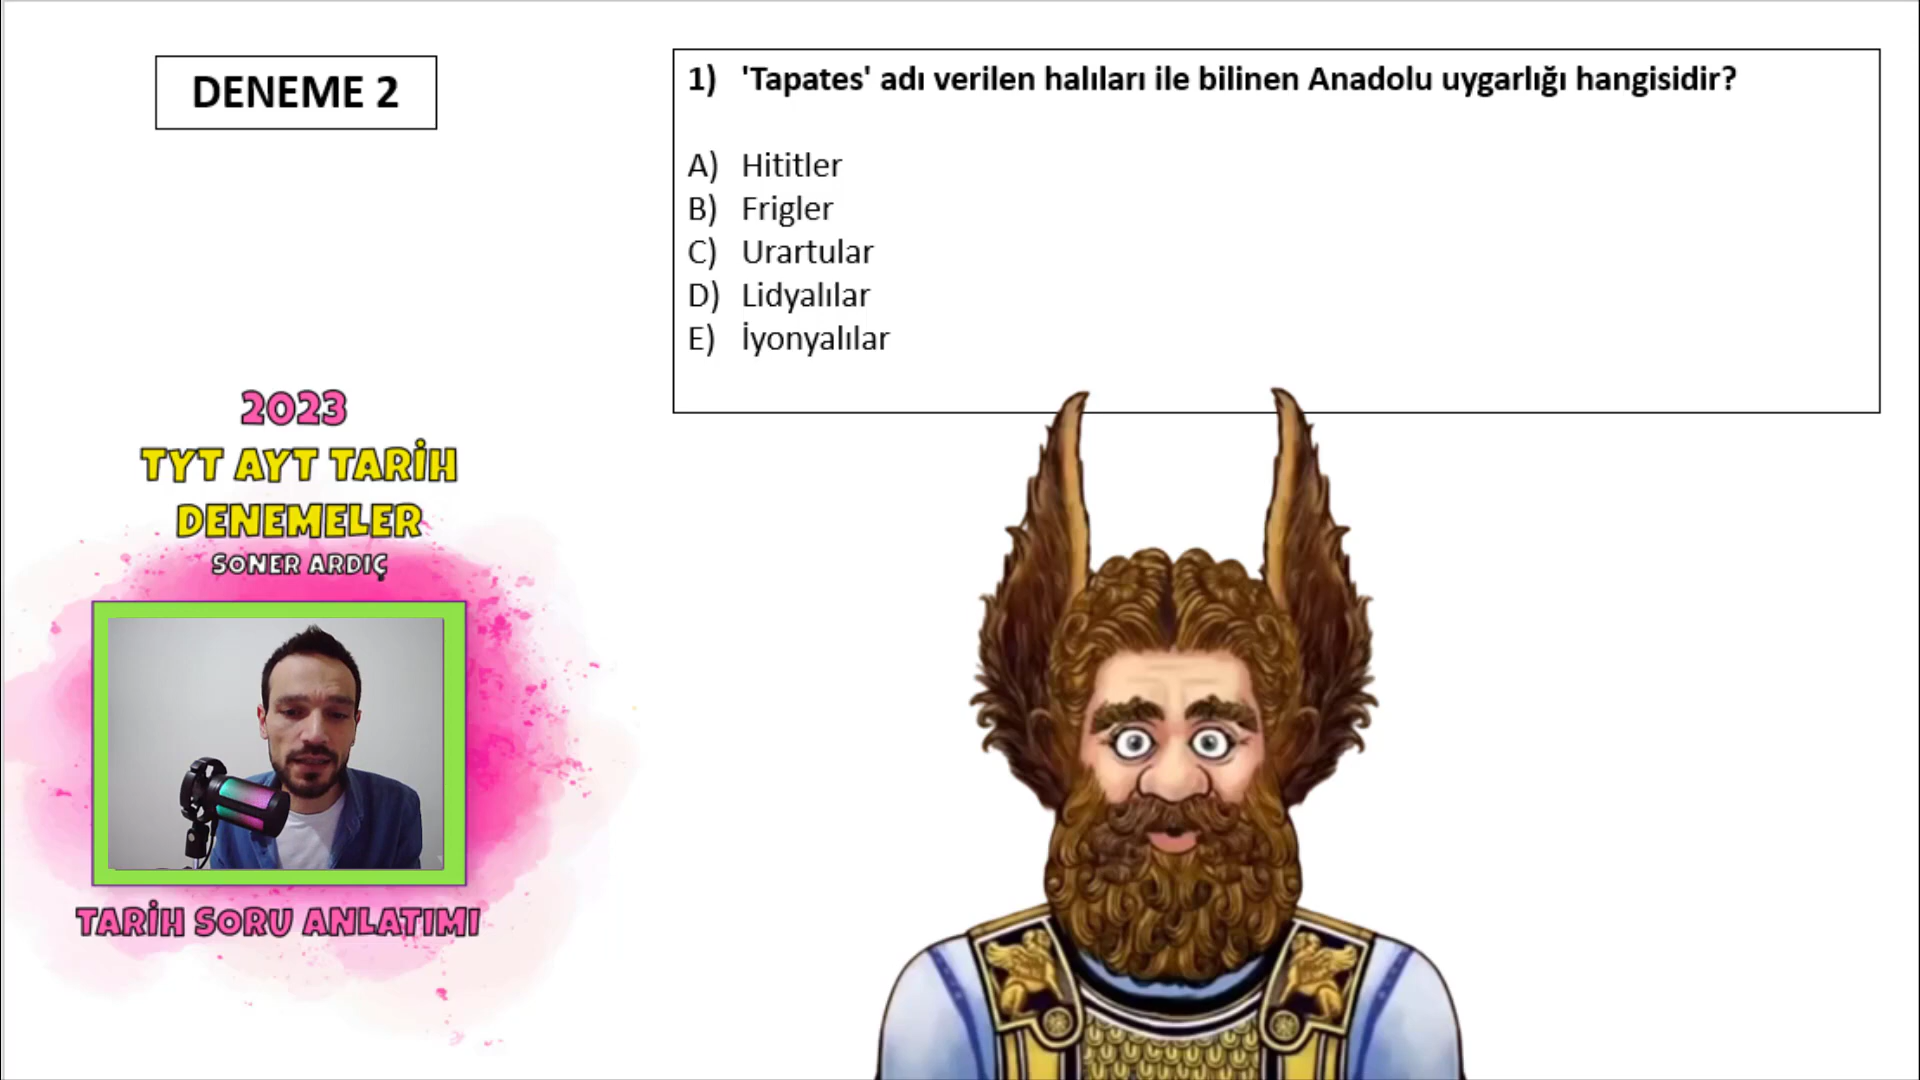 DENEME 2
1) 'Tapates' adı verilen halıları ile bilinen Anadolu uygarlığı hangisidir?
A) Hititler
B) Frigler
C) Urartular
D) Lidyalılar
E) İyonyalılar
2023
TYT AYT TARİH
DENEMELER
SONER ARDIÇ
TARİH SORU ANLATIMI